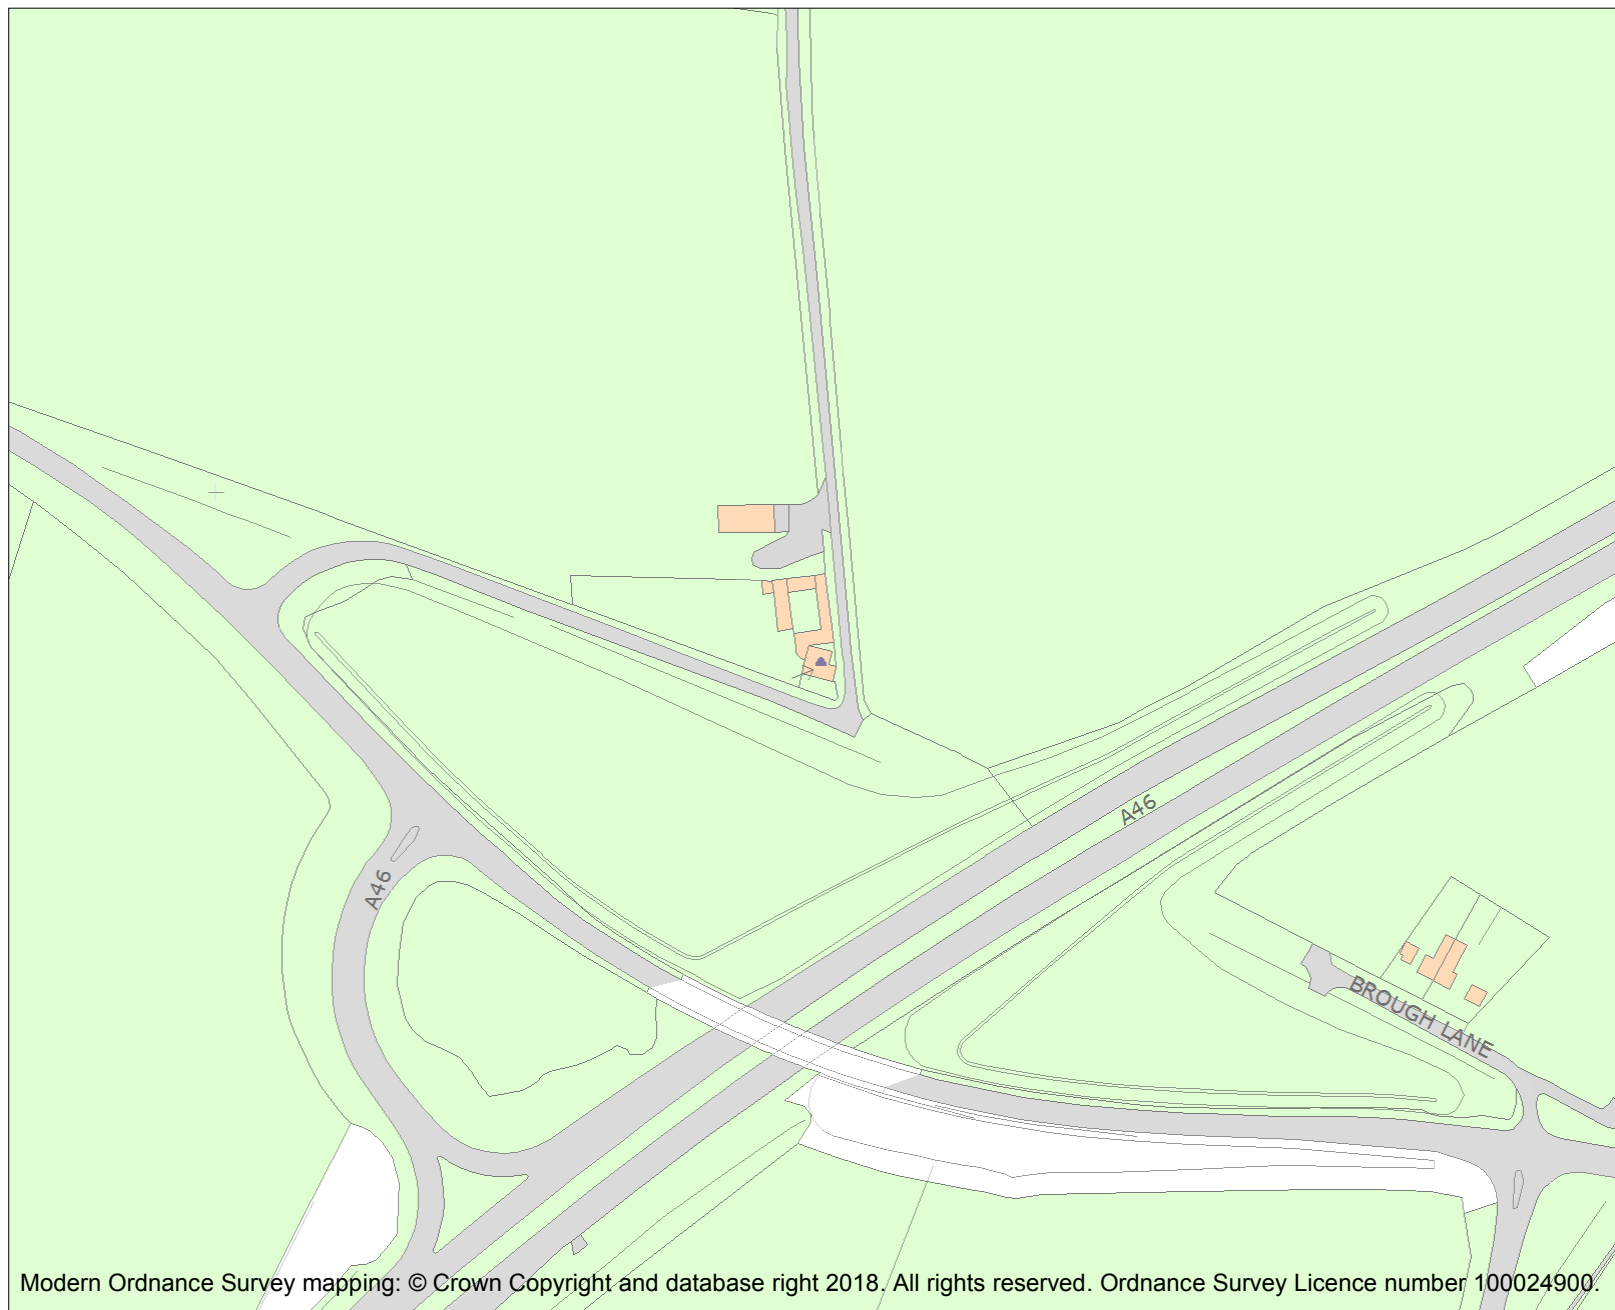 A46
A46
BROUGH LANE
Modern Ordnance Survey mapping: © Crown Copyright and database right 2018. All rights reserved. Ordnance Survey Licence number 100024900.